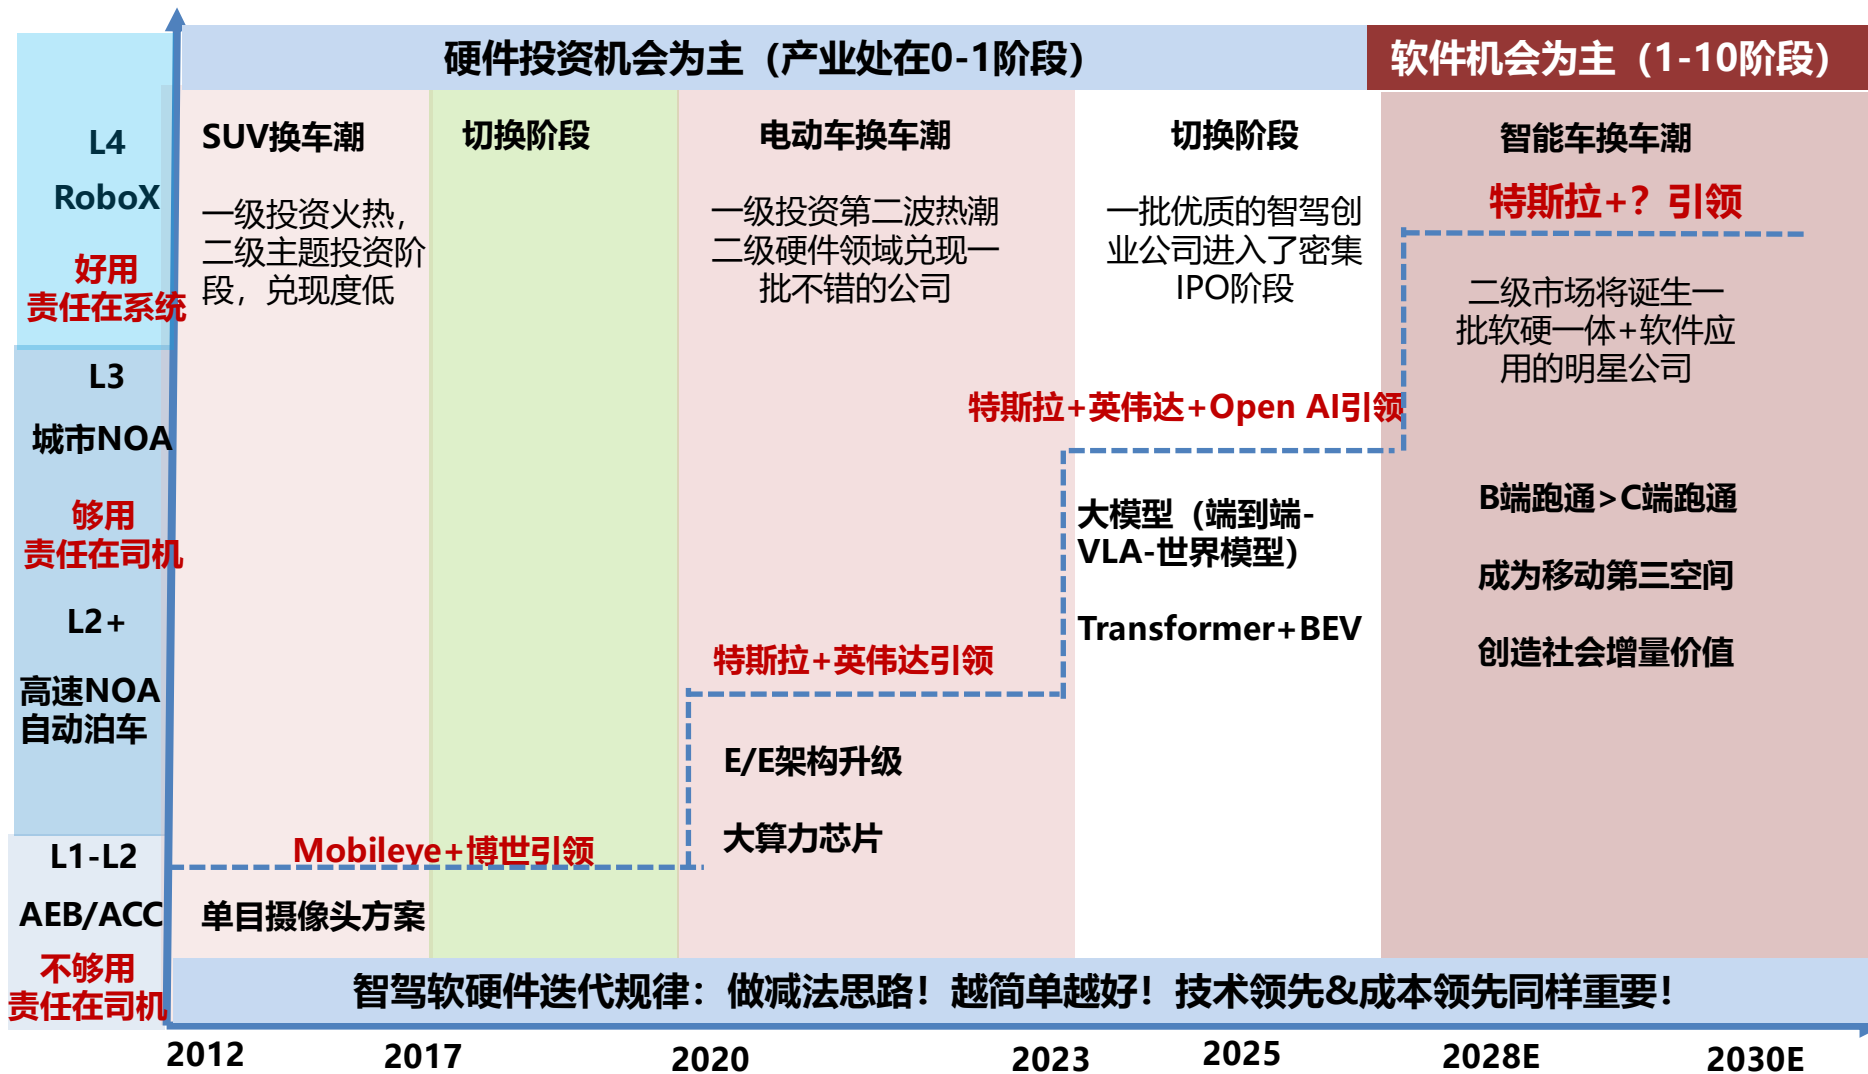 硬件投资机会为主（产业处在0-1阶段）
软件机会为主（1-10阶段）
L4
RoboX
好用
责任在系统
L3
城市NOA
够用
责任在司机
L2+
高速NOA
自动泊车
L1-L2
AEB/ACC
不够用
责任在司机
SUV换车潮
一级投资火热，
二级主题投资阶
段，兑现度低
Mobileye+博世引领
单目摄像头方案
切换阶段
电动车换车潮
一级投资第二波热潮
二级硬件领域兑现一
批不错的公司
特斯拉+英伟达引领
E/E架构升级
大算力芯片
切换阶段
一批优质的智驾创
业公司进入了密集
IPO阶段
特斯拉+英伟达+Open AI引领
大模型（端到端-
VLA-世界模型）
Transformer+BEV
智能车换车潮
特斯拉+？引领
二级市场将诞生一
批软硬一体+软件应
用的明星公司
B端跑通>C端跑通
成为移动第三空间
创造社会增量价值
智驾软硬件迭代规律：做减法思路！越简单越好！技术领先&成本领先同样重要！
2012
2017
2020
2023
2025
2028E
2030E